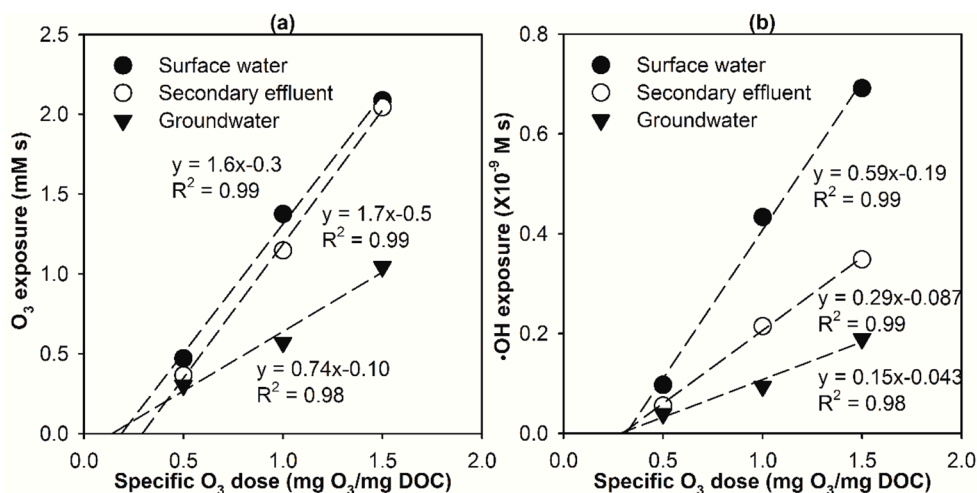 (a)
2.5
2.0
1.5
1.0
0.5
0.0
O₃ exposure (mM s)
Surface water
Secondary effluent
Groundwater
y = 1.6x-0.3
R² = 0.99
y = 1.7x-0.5
R² = 0.99
y = 0.74x-0.10
R² = 0.98
0.0 0.5 1.0 1.5 2.0
Specific O₃ dose (mg O₃/mg DOC)
(b)
0.8
0.6
0.4
0.2
0.0
•OH exposure (X10⁻⁹ M s)
Surface water
Secondary effluent
Groundwater
y = 0.59x-0.19
R² = 0.99
y = 0.29x-0.087
R² = 0.99
y = 0.15x-0.043
R² = 0.98
0.0 0.5 1.0 1.5 2.0
Specific O₃ dose (mg O₃/mg DOC)